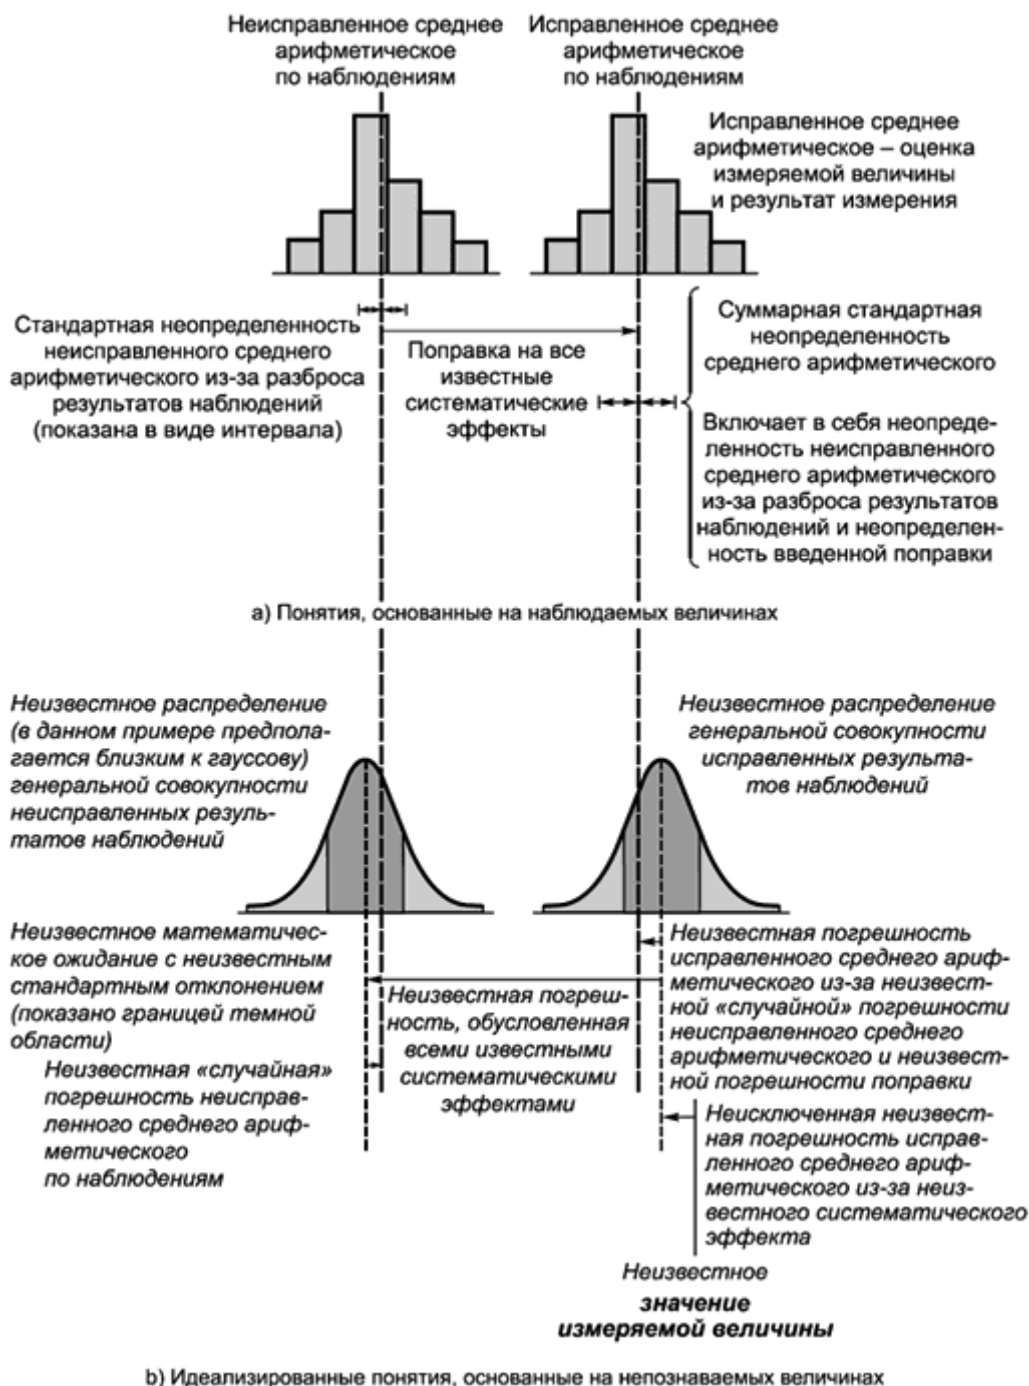 Неисправленное среднее
арифметическое
по наблюдениям
Исправленное среднее
арифметическое
по наблюдениям
Исправленное среднее
арифметическое – оценка
измеряемой величины
и результат измерения
Стандартная неопределенность
неисправленного среднего
арифметического из-за разброса
результатов наблюдений
(показана в виде интервала)
Поправка на все
известные
систематические
эффекты
Суммарная стандартная
неопределенность
среднего арифметического
Включает в себя неопреде-
ленность неисправленного
среднего арифметического
из-за разброса результатов
наблюдений и неопределен-
ность введенной поправки
а) Понятия, основанные на наблюдаемых величинах
Неизвестное распределение
(в данном примере предпола-
гается близким к гауссову)
генеральной совокупности
неисправленных резуль-
татов наблюдений
Неизвестное распределение
генеральной совокупности
исправленных результа-
тов наблюдений
Неизвестное математичес-
кое ожидание с неизвестным
стандартным отклонением
(показано границей темной
области)
Неизвестная «случайная»
погрешность неисправ-
ленного среднего ариф-
метического
по наблюдениям
Неизвестная погреш-
ность, обусловленная
всеми известными
систематическими
эффектами
Неизвестная погрешность
исправленного среднего ариф-
метического из-за неизвест-
ной «случайной» погрешности
неисправленного среднего
арифметического и неизвест-
ной погрешности поправки
Неисключенная неизвест-
ная погрешность исправ-
ленного среднего ариф-
метического из-за неиз-
вестного систематического
эффекта
Неизвестное
значение
измеряемой величины
b) Идеализированные понятия, основанные на непознаваемых величинах